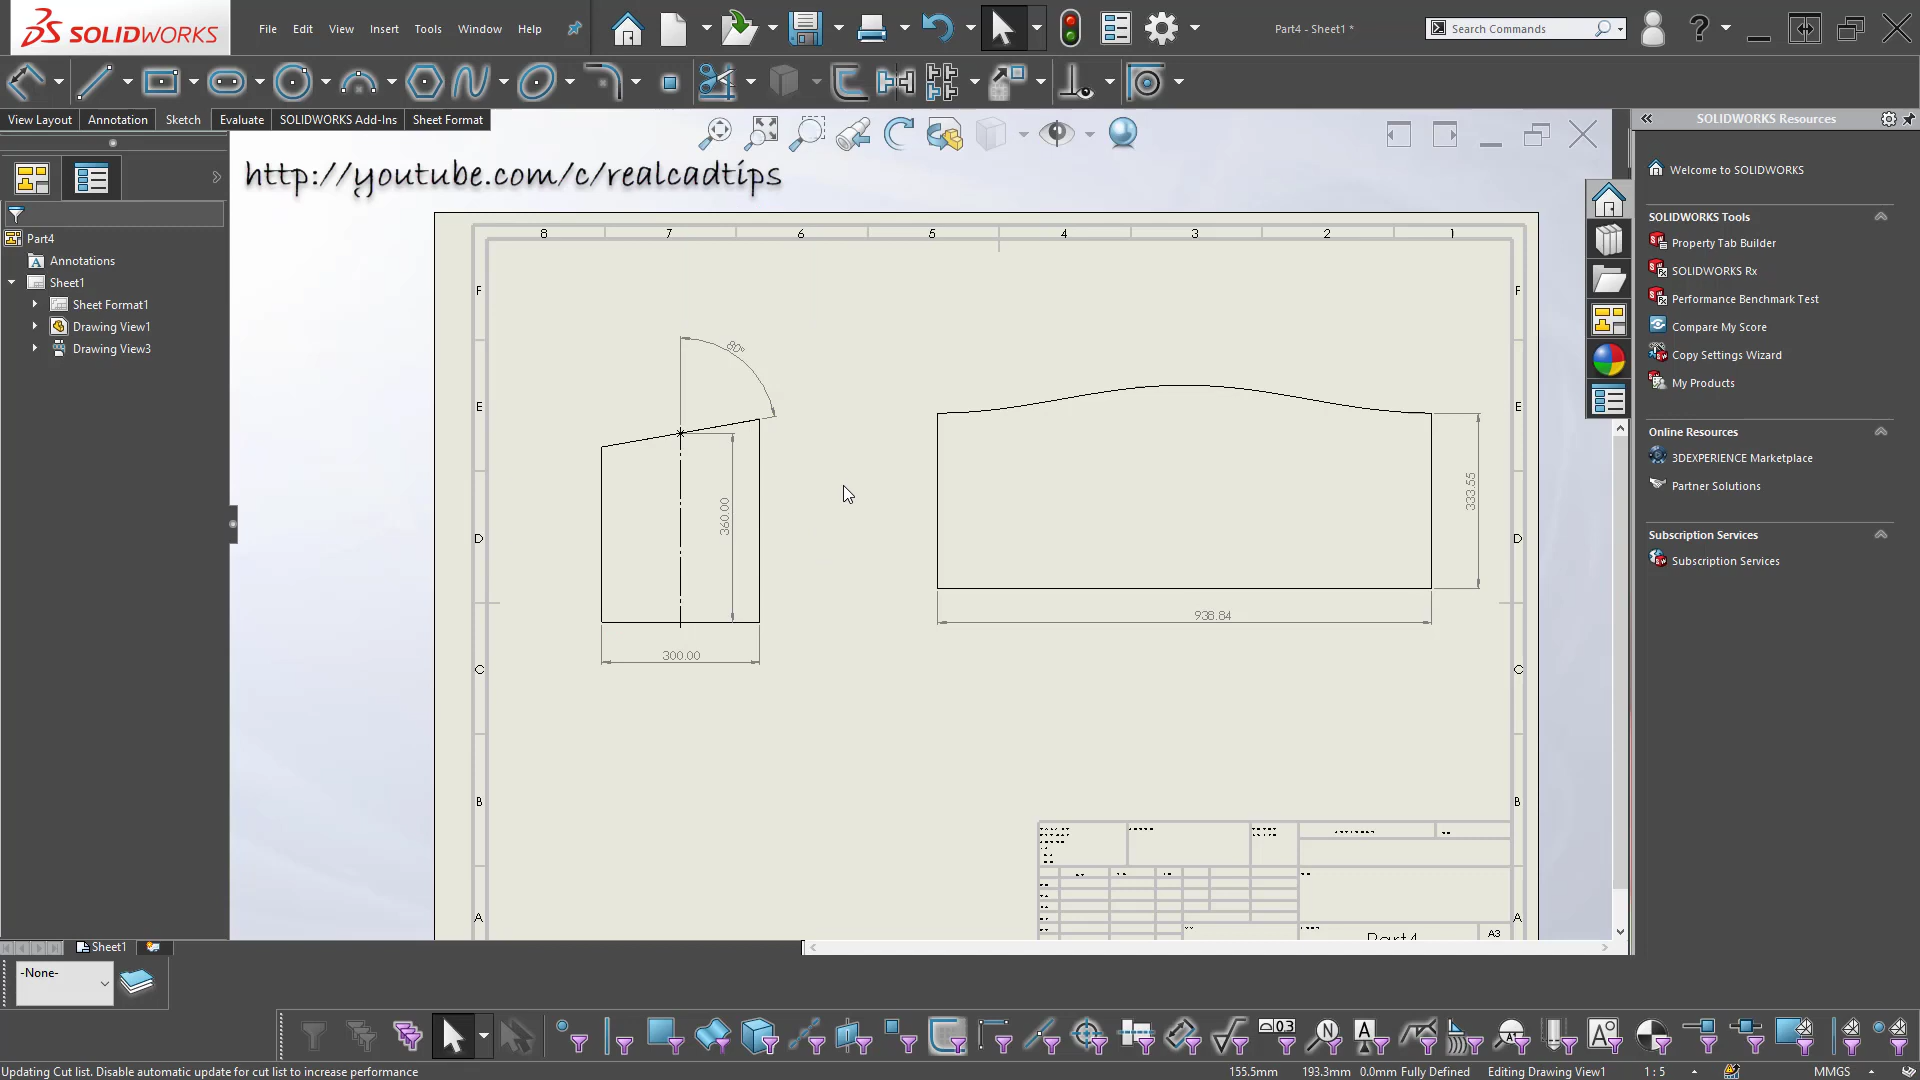 SOLIDWORKS
File Edit View Insert Tools Window Help
Part4 - Sheet1 *
Search Commands
View Layout Annotation Sketch Evaluate SOLIDWORKS Add-Ins Sheet Format
SOLIDWORKS Resources
http://youtube.com/c/realcadtips
Part4
Annotations
Sheet1
Sheet Format1
Drawing View1
Drawing View3
8 7 6 5 4 3 2 1
F F
E E
D D
C C
B B
A A
80°
360.00
300.00
333.55
938.84
Part4
A3
Welcome to SOLIDWORKS
SOLIDWORKS Tools
Property Tab Builder
SOLIDWORKS Rx
Performance Benchmark Test
Compare My Score
Copy Settings Wizard
My Products
Online Resources
3DEXPERIENCE Marketplace
Partner Solutions
Subscription Services
Subscription Services
Sheet1
-None-
Updating Cut list. Disable automatic update for cut list to increase performance
155.5mm 193.3mm 0.0mm Fully Defined Editing Drawing View1 1 : 5 MMGS